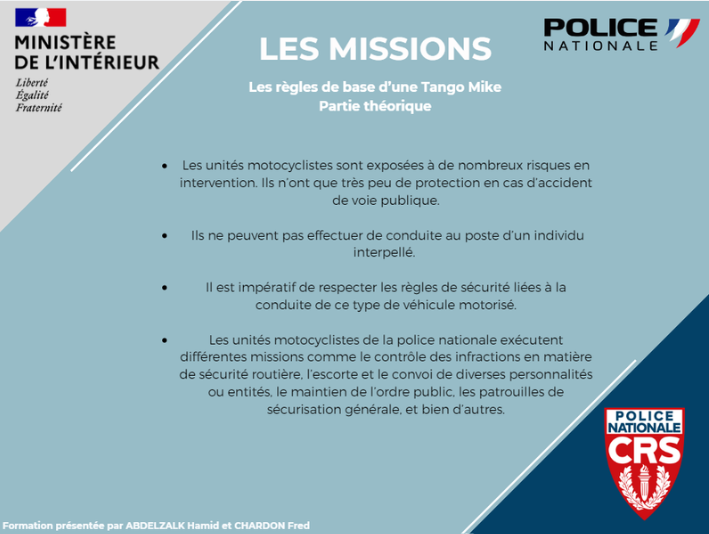 MINISTÈRE
DE L'INTÉRIEUR
Liberté
Égalité
Fraternité
POLICE
NATIONALE
LES MISSIONS
Les règles de base d'une Tango Mike
Partie théorique
• Les unités motocyclistes sont exposées à de nombreux risques en
intervention. Ils n'ont que très peu de protection en cas d'accident
de voie publique.
• Ils ne peuvent pas effectuer de conduite au poste d'un individu
interpellé.
• Il est impératif de respecter les règles de sécurité liées à la
conduite de ce type de véhicule motorisé.
• Les unités motocyclistes de la police nationale exécutent
différentes missions comme le contrôle des infractions en matière
de sécurité routière, l'escorte et le convoi de diverses personnalités
ou entités, le maintien de l'ordre public, les patrouilles de
sécurisation générale, et bien d'autres.
POLICE
NATIONALE
CRS
Formation présentée par ABDELZALK Hamid et CHARDON Fred